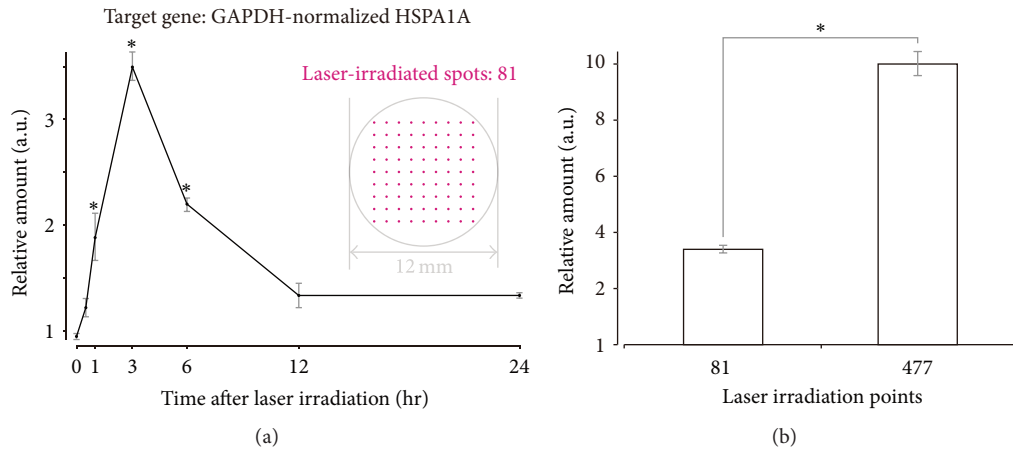 Target gene: GAPDH-normalized HSPA1A
Relative amount (a.u.)
3
2
1
*
*
*
Laser-irradiated spots: 81
12 mm
0 1 3 6 12 24
Time after laser irradiation (hr)
(a)
Relative amount (a.u.)
10
8
6
4
2
1
*
81 477
Laser irradiation points
(b)